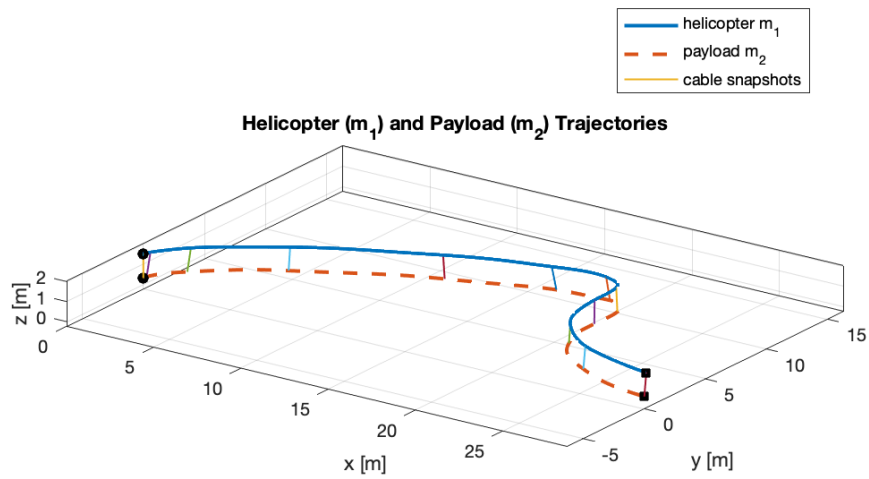 helicopter m1
payload m2
cable snapshots
Helicopter (m1) and Payload (m2) Trajectories
z [m]
2
1
0
0
5
10
15
20
25
x [m]
-5
0
5
10
15
y [m]